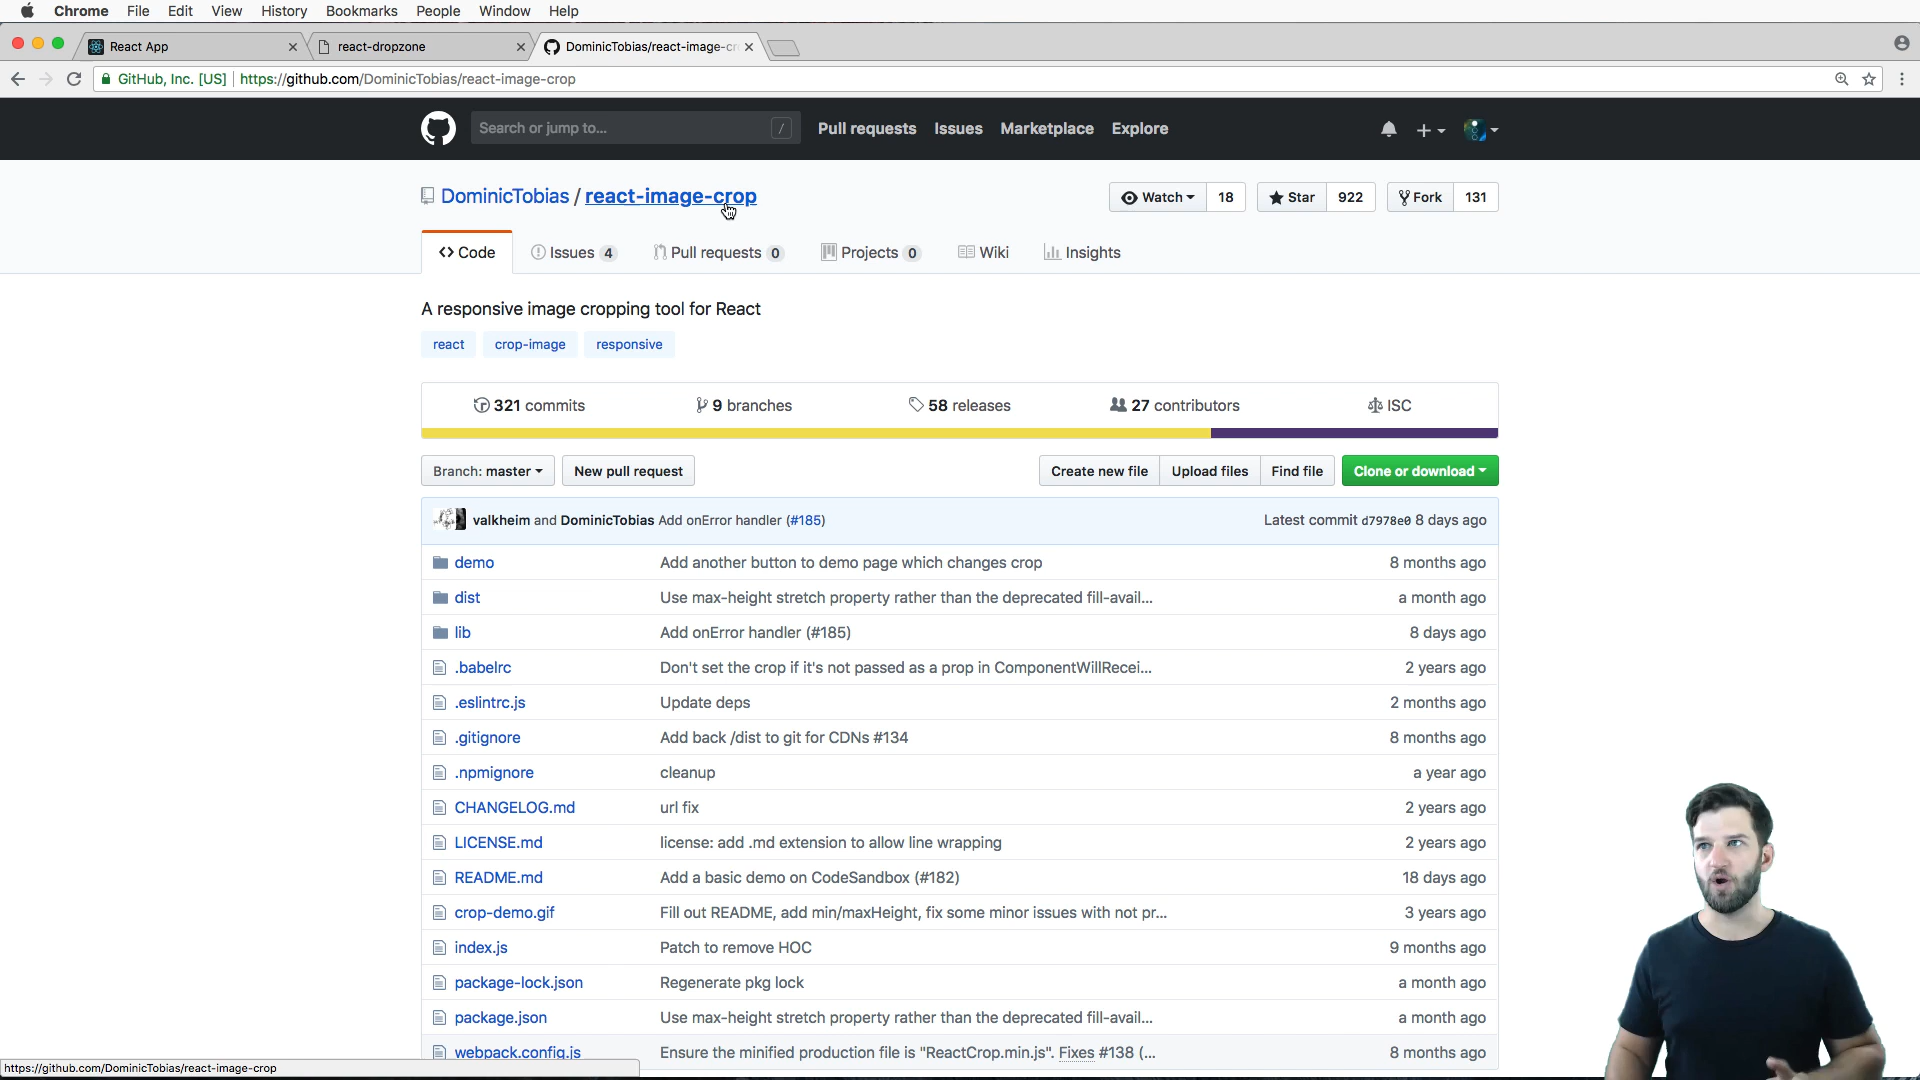 Chrome File Edit View History Bookmarks People Window Help
React App
react-dropzone
DominicTobias/react-image-cr
GitHub, Inc. [US] https://github.com/DominicTobias/react-image-crop
Search or jump to... /
Pull requests Issues Marketplace Explore
DominicTobias / react-image-crop
Watch 18 Star 922 Fork 131
Code Issues 4 Pull requests 0 Projects 0 Wiki Insights
A responsive image cropping tool for React
react crop-image responsive
321 commits 9 branches 58 releases 27 contributors ISC
Branch: master New pull request Create new file Upload files Find file Clone or download
valkheim and DominicTobias Add onError handler (#185) Latest commit d7978e0 8 days ago
demo Add another button to demo page which changes crop 8 months ago
dist Use max-height stretch property rather than the deprecated fill-avail... a month ago
lib Add onError handler (#185) 8 days ago
.babelrc Don't set the crop if it's not passed as a prop in ComponentWillRecei... 2 years ago
.eslintrc.js Update deps 2 months ago
.gitignore Add back /dist to git for CDNs #134 8 months ago
.npmignore cleanup a year ago
CHANGELOG.md url fix 2 years ago
LICENSE.md license: add .md extension to allow line wrapping 2 years ago
README.md Add a basic demo on CodeSandbox (#182) 18 days ago
crop-demo.gif Fill out README, add min/maxHeight, fix some minor issues with not pr... 3 years ago
index.js Patch to remove HOC 9 months ago
package-lock.json Regenerate pkg lock a month ago
package.json Use max-height stretch property rather than the deprecated fill-avail... a month ago
webpack.config.js Ensure the minified production file is "ReactCrop.min.js". Fixes #138 (... 8 months ago
https://github.com/DominicTobias/react-image-crop